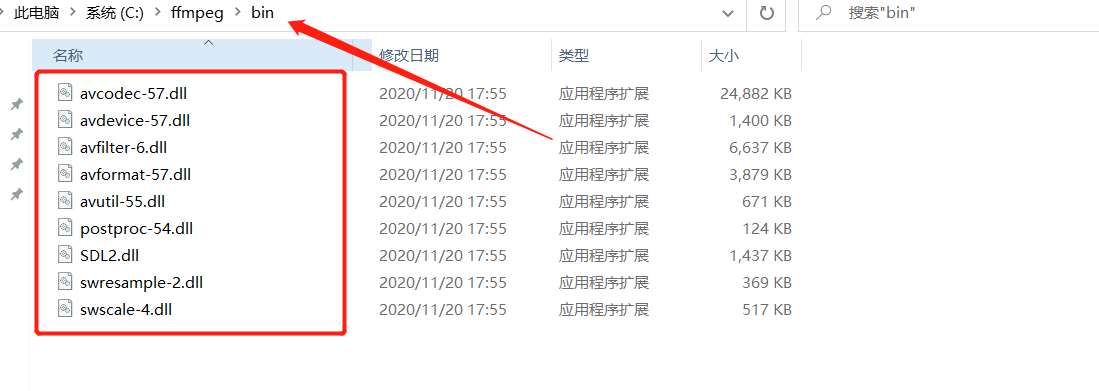 此电脑 › 系统 (C:) › ffmpeg › bin 搜索"bin"
名称 修改日期 类型 大小
avcodec-57.dll 2020/11/20 17:55 应用程序扩展 24,882 KB
avdevice-57.dll 2020/11/20 17:55 应用程序扩展 1,400 KB
avfilter-6.dll 2020/11/20 17:55 应用程序扩展 6,637 KB
avformat-57.dll 2020/11/20 17:55 应用程序扩展 3,879 KB
avutil-55.dll 2020/11/20 17:55 应用程序扩展 671 KB
postproc-54.dll 2020/11/20 17:55 应用程序扩展 124 KB
SDL2.dll 2020/11/20 17:55 应用程序扩展 1,437 KB
swresample-2.dll 2020/11/20 17:55 应用程序扩展 369 KB
swscale-4.dll 2020/11/20 17:55 应用程序扩展 517 KB